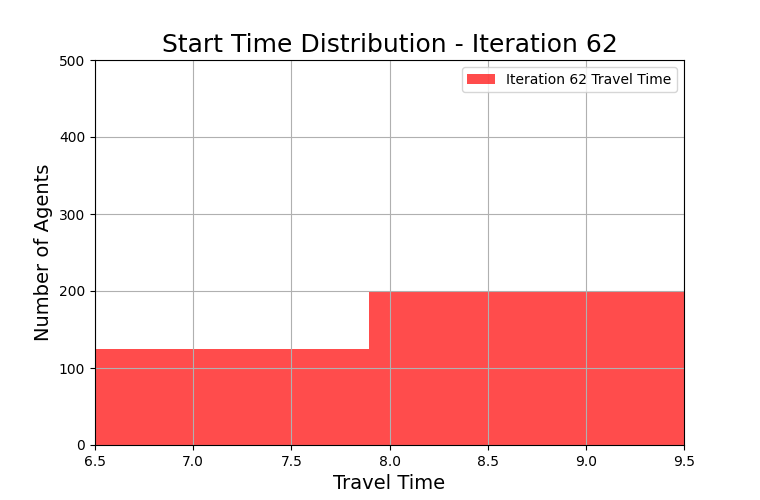 Start Time Distribution - Iteration 62
Iteration 62 Travel Time
Number of Agents
500
400
300
200
100
0
6.5 7.0 7.5 8.0 8.5 9.0 9.5
Travel Time